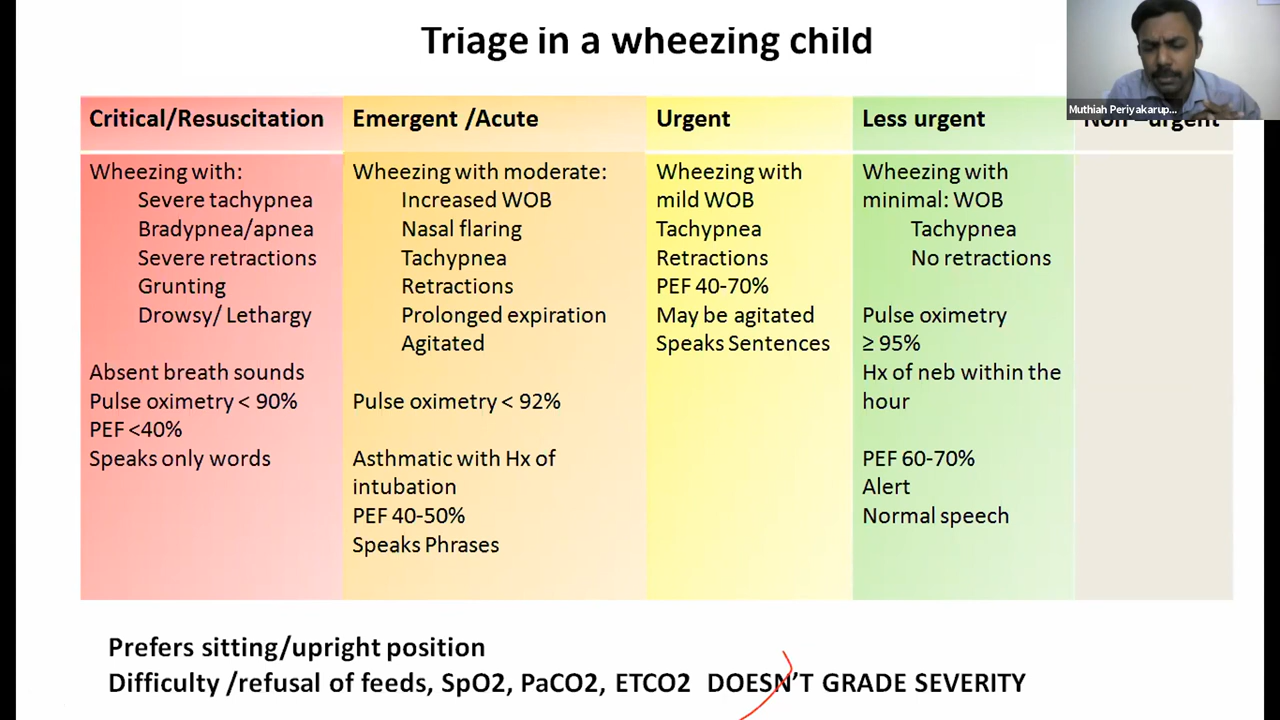 Triage in a wheezing child
Muthiah Periyakarup...
Critical/Resuscitation
Emergent /Acute
Urgent
Less urgent
Non -urgent
Wheezing with:
Severe tachypnea
Bradypnea/apnea
Severe retractions
Grunting
Drowsy/ Lethargy
Absent breath sounds
Pulse oximetry < 90%
PEF <40%
Speaks only words
Wheezing with moderate:
Increased WOB
Nasal flaring
Tachypnea
Retractions
Prolonged expiration
Agitated
Pulse oximetry < 92%
Asthmatic with Hx of
intubation
PEF 40-50%
Speaks Phrases
Wheezing with
mild WOB
Tachypnea
Retractions
PEF 40-70%
May be agitated
Speaks Sentences
Wheezing with
minimal: WOB
Tachypnea
No retractions
Pulse oximetry
≥ 95%
Hx of neb within the
hour
PEF 60-70%
Alert
Normal speech
Prefers sitting/upright position
Difficulty /refusal of feeds, SpO2, PaCO2, ETCO2 DOESN'T GRADE SEVERITY